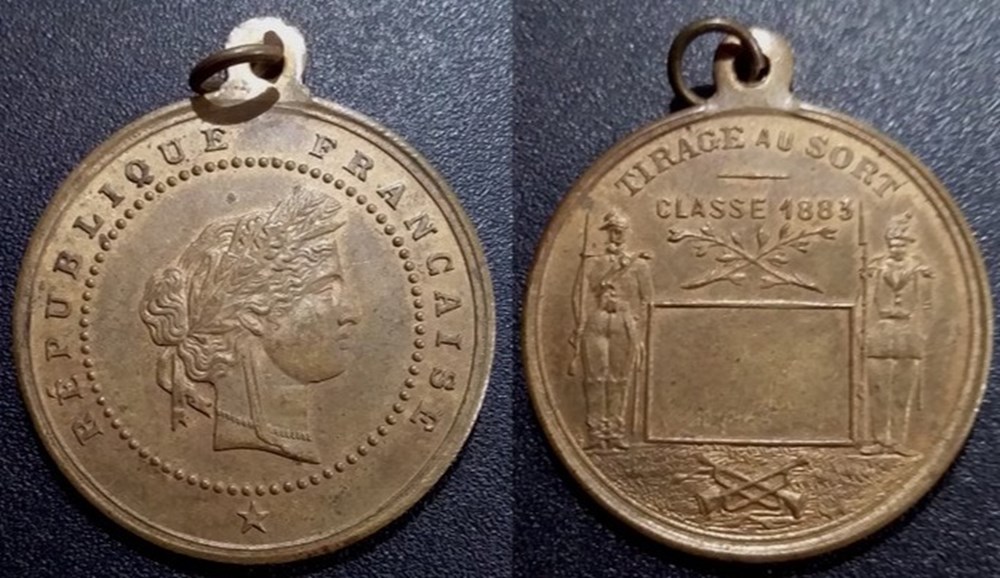 RÉPUBLIQUE FRANÇAISE
TIRAGE AU SORT
CLASSE 1883